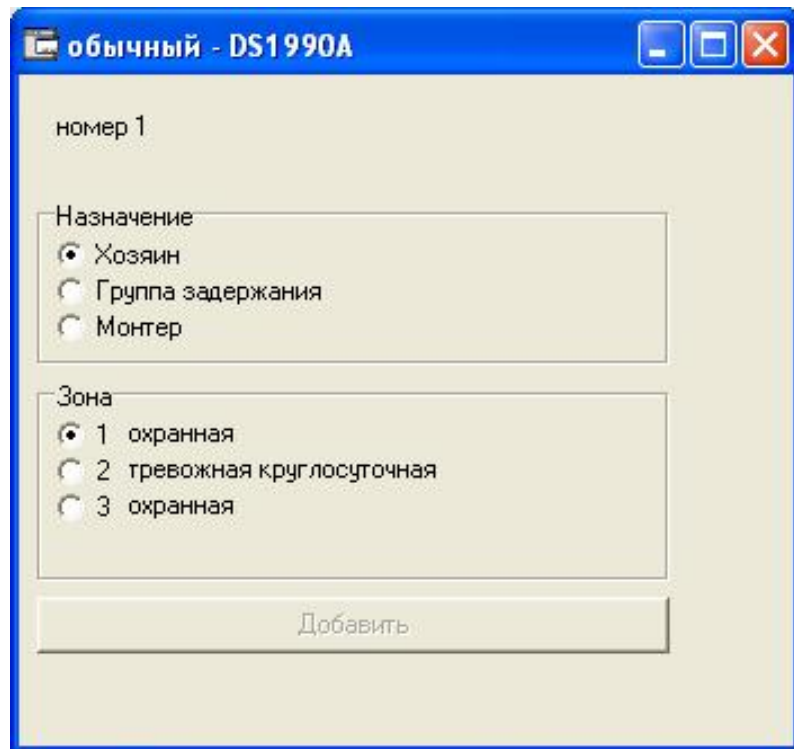 обычный - DS1990A
номер 1
Назначение
Хозяин
Группа задержания
Монтер
Зона
1 охранная
2 тревожная круглосуточная
3 охранная
Добавить